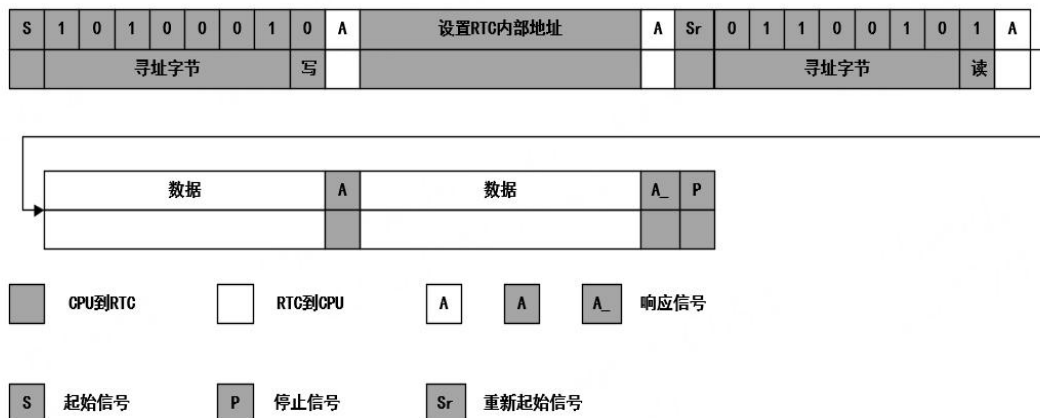 S 1 0 1 0 0 0 1 0 A 设置RTC内部地址 A Sr 0 1 1 0 0 1 0 1 A
寻址字节 写 寻址字节 读
数据 A 数据 A_ P
CPU到RTC RTC到CPU A A A_ 响应信号
S 起始信号 P 停止信号 Sr 重新起始信号